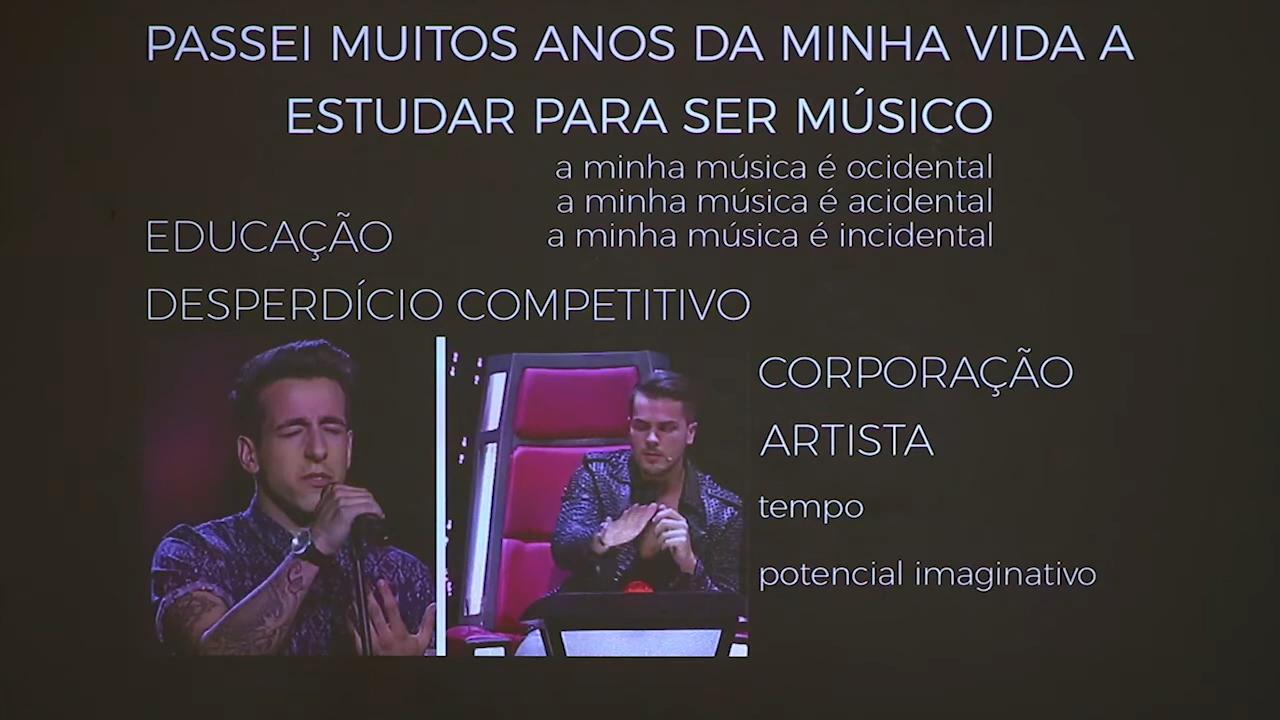 PASSEI MUITOS ANOS DA MINHA VIDA A
ESTUDAR PARA SER MÚSICO
a minha música é ocidental
a minha música é acidental
a minha música é incidental
EDUCAÇÃO
DESPERDÍCIO COMPETITIVO
CORPORAÇÃO
ARTISTA
tempo
potencial imaginativo